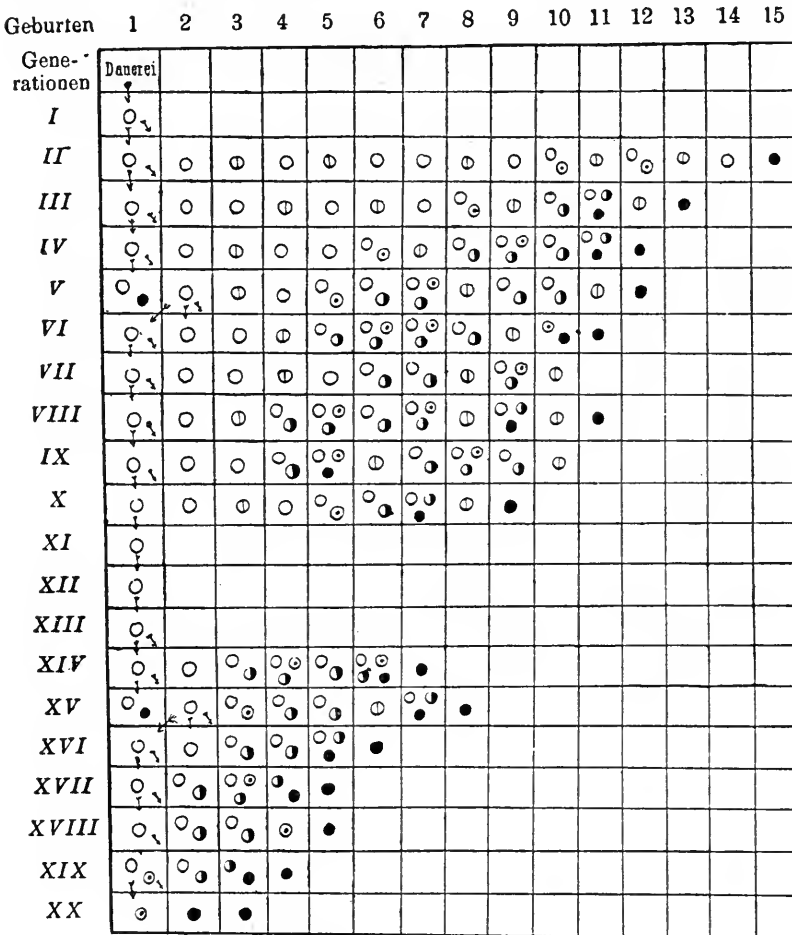 Geburten 1 2 3 4 5 6 7 8 9 10 11 12 13 14 15
Gene-
rationen
Dauerei
I
II
III
IV
V
VI
VII
VIII
IX
X
XI
XII
XIII
XIV
XV
XVI
XVII
XVIII
XIX
XX